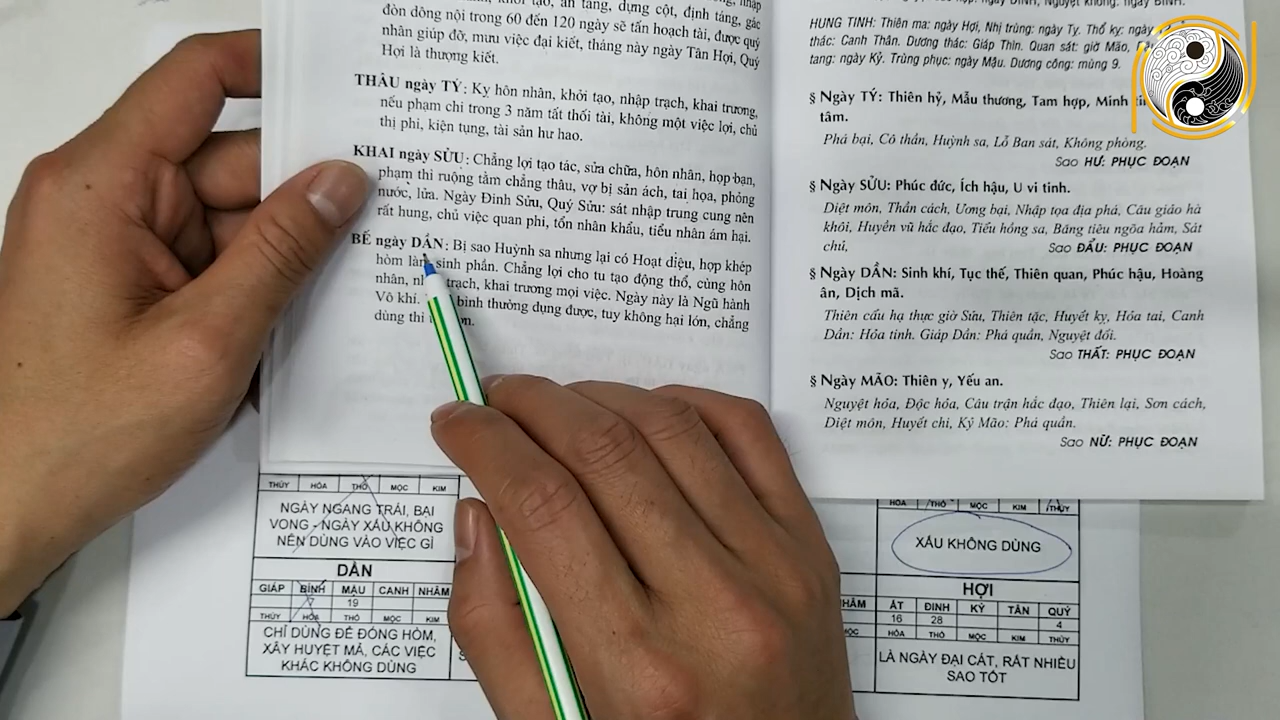 khởi tạo, an táng, dựng cột, định táng, gác
đòn dông nội trong 60 đến 120 ngày sẽ tấn hoạch tài, được quý
nhân giúp đỡ, mưu việc đại kiết, tháng này ngày Tân Hợi, Quý
Hợi là thượng kiết.
THÂU ngày TÝ: Kỵ hôn nhân, khởi tạo, nhập trạch, khai trương,
nếu phạm chi trong 3 năm tất thối tài, không một việc lợi, chủ
thị phi, kiện tụng, tài sản hư hao.
KHAI ngày SỬU: Chẳng lợi tạo tác, sửa chữa, hôn nhân, họp bạn,
phạm thì ruộng tằm chẳng thâu, vợ bị sản ách, tai họa, phỏng
nước, lửa. Ngày Đinh Sửu, Quý Sửu: sát nhập trung cung nên
rất hung, chủ việc quan phi, tổn nhân khẩu, tiểu nhân ám hại.
BẾ ngày DẦN: Bị sao Huỳnh sa nhưng lại có Hoạt diệu, hợp khép
hòm làm sinh phần. Chẳng lợi cho tu tạo động thổ, cùng hôn
nhân, trạch, khai trương mọi việc. Ngày này là Ngũ hành
Vô khí. bình thường dụng được, tuy không hại lớn, chẳng
dùng thì
HUNG TINH: Thiên ma: ngày Hợi, Nhị trùng: ngày Tỵ. Thổ kỵ: ngày
thác: Canh Thân. Dương thác: Giáp Thìn. Quan sát: giờ Mão,
tang: ngày Kỷ. Trùng phục: ngày Mậu. Dương công: mùng 9.
§ Ngày TÝ: Thiên hỷ, Mẫu thương, Tam hợp, Minh
tâm.
Phá bại, Cô thần, Huỳnh sa, Lỗ Ban sát, Không phòng.
Sao HƯ: PHỤC ĐOẠN
§ Ngày SỬU: Phúc đức, Ích hậu, U vi tinh.
Diệt môn, Thần cách, Ương bại, Nhập tọa địa phá, Câu giảo hà
khôi, Huyền vũ hắc đạo, Tiểu hồng sa, Băng tiêu ngõa hãm, Sát
chủ, Sao ĐẨU: PHỤC ĐOẠN
§ Ngày DẦN: Sinh khí, Tục thế, Thiên quan, Phúc hậu, Hoàng
ân, Dịch mã.
Thiên cẩu hạ thực giờ Sửu, Thiên tặc, Huyết kỵ, Hỏa tai, Canh
Dần: Hỏa tinh. Giáp Dần: Phá quần, Nguyệt đối.
Sao THẤT: PHỤC ĐOẠN
§ Ngày MÃO: Thiên y, Yếu an.
Nguyệt hỏa, Độc hỏa, Câu trận hắc đạo, Thiên lại, Sơn cách,
Diệt môn, Huyết chi, Kỷ Mão: Phá quần.
Sao NỮ: PHỤC ĐOẠN
THỦY HỎA THỔ MỘC KIM
NGÀY NGANG TRÁI, BẠI
VONG - NGÀY XẤU KHÔNG
NÊN DÙNG VÀO VIỆC GÌ
DẦN
GIÁP BÍNH MẬU CANH NHÂM
7 19
THỦY HỎA THỔ MỘC KIM
CHỈ DÙNG ĐỂ ĐÓNG HÒM,
XÂY HUYỆT MẢ, CÁC VIỆC
KHÁC KHÔNG DÙNG
HỎA THỔ MỘC KIM THỦY
XẤU KHÔNG DÙNG
HỢI
ẤT ĐINH KỶ TÂN QUÝ
16 28 4
HỎA THỔ MỘC KIM THỦY
LÀ NGÀY ĐẠI CÁT, RẤT NHIỀU
SAO TỐT